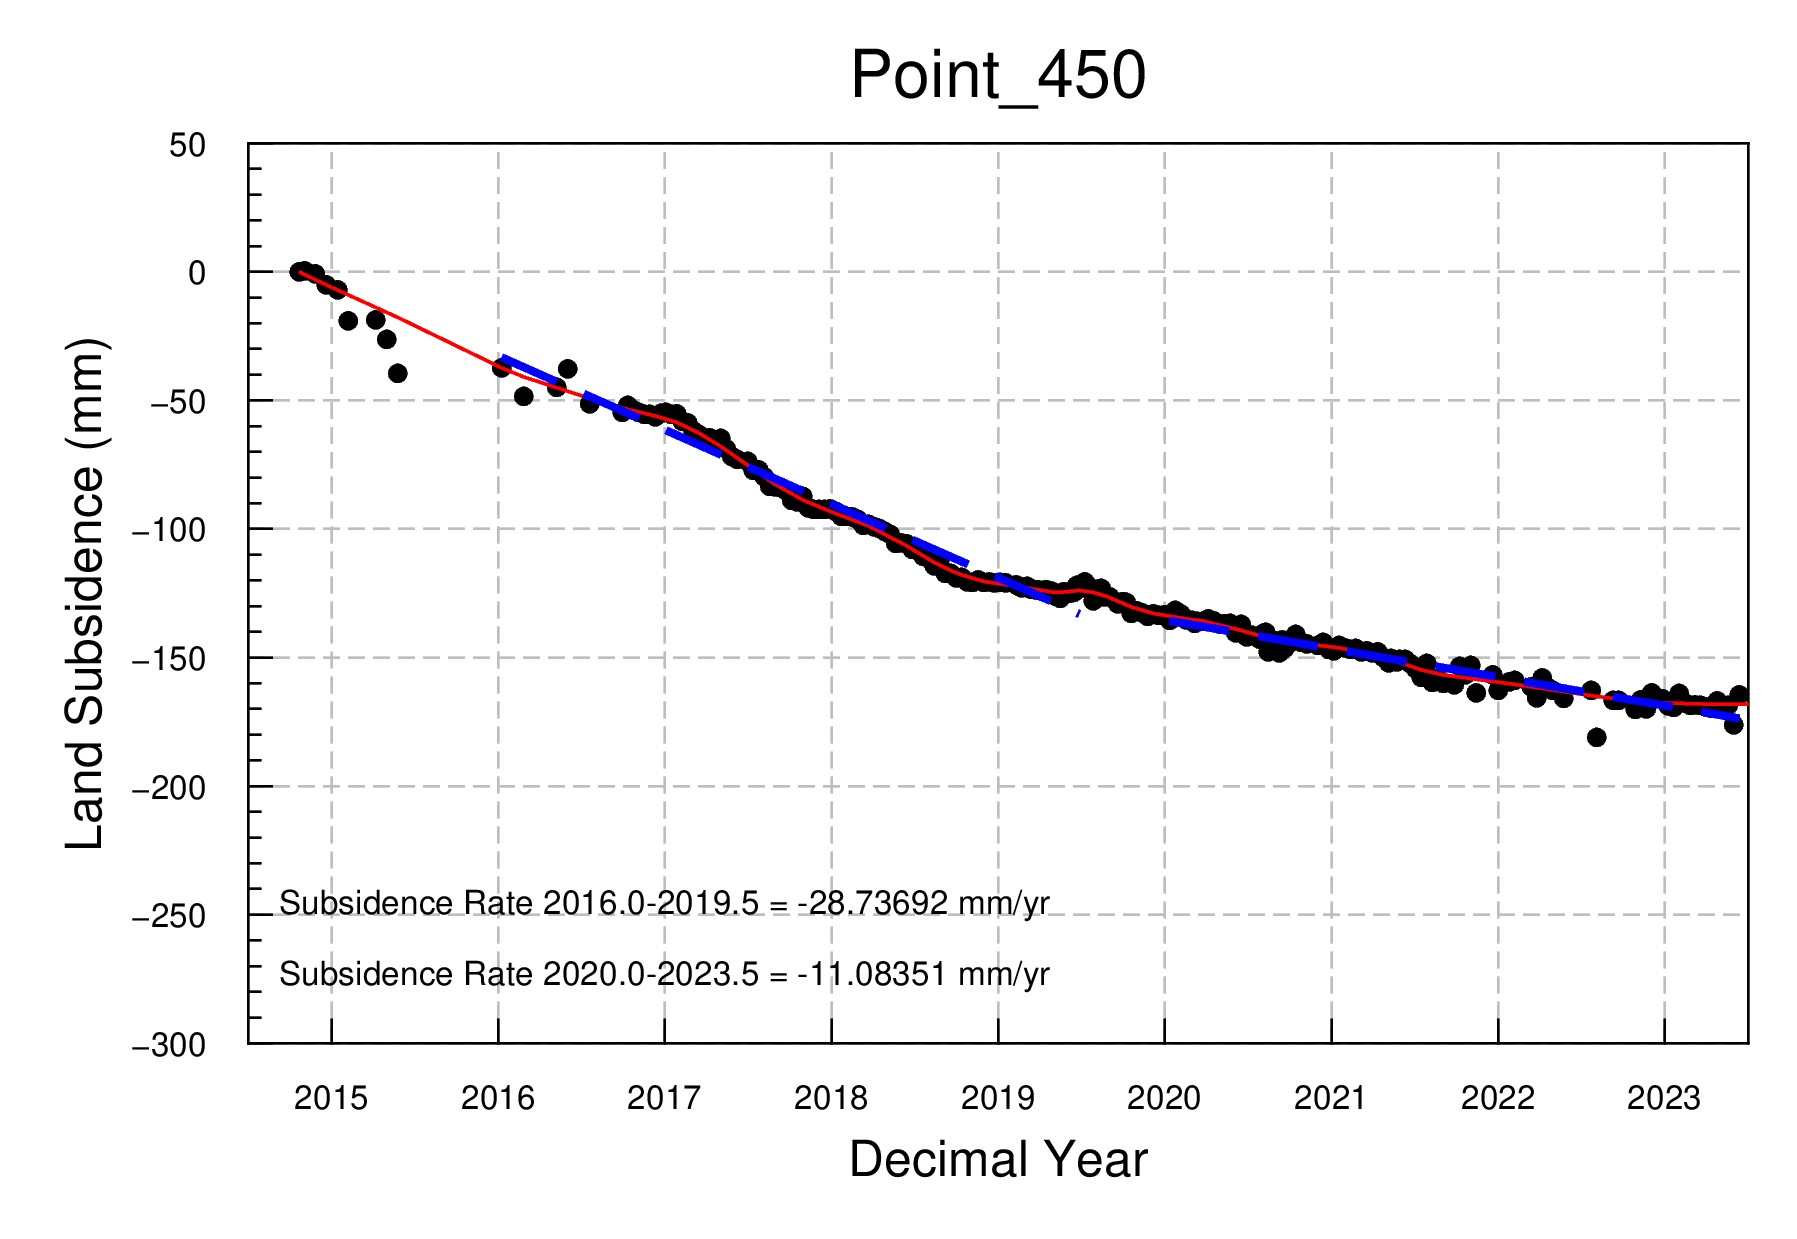 Point_450
50
0
−50
−100
−150
−200
−250
−300
Land Subsidence (mm)
Subsidence Rate 2016.0-2019.5 = -28.73692 mm/yr
Subsidence Rate 2020.0-2023.5 = -11.08351 mm/yr
2015 2016 2017 2018 2019 2020 2021 2022 2023
Decimal Year